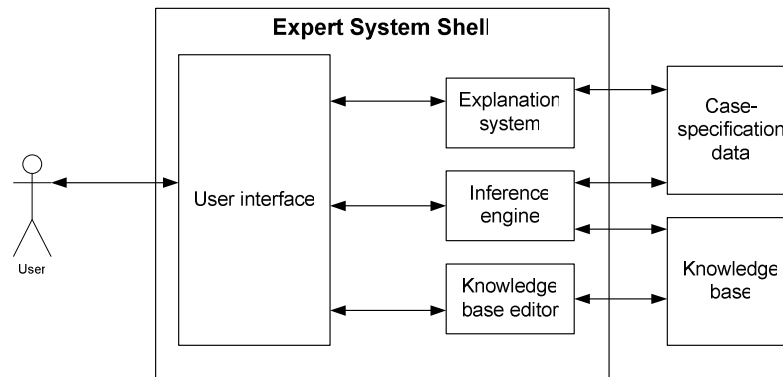 Expert System Shell
Explanation
system
Case-
specification
data
User interface
Inference
engine
User
Knowledge
base editor
Knowledge
base